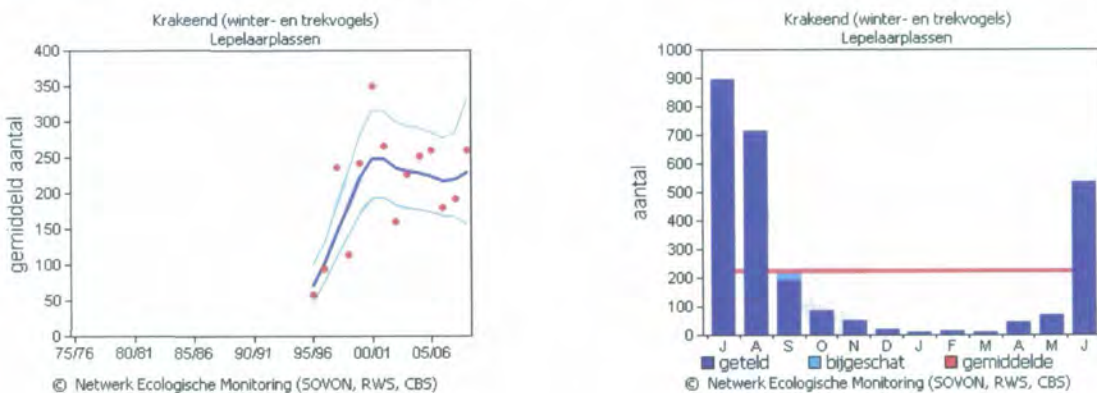 Krakeend (winter- en trekvogels)
Lepelaarplassen
gemiddeld aantal
400
350
300
250
200
150
100
50
0
75/76 80/81 85/86 90/91 95/96 00/01 05/06
© Netwerk Ecologische Monitoring (SOVON, RWS, CBS)
Krakeend (winter- en trekvogels)
Lepelaarplassen
aantal
1000
900
800
700
600
500
400
300
200
100
0
J A S O N D J F M A M J
geteld bijgeschat gemiddelde
© Netwerk Ecologische Monitoring (SOVON, RWS, CBS)